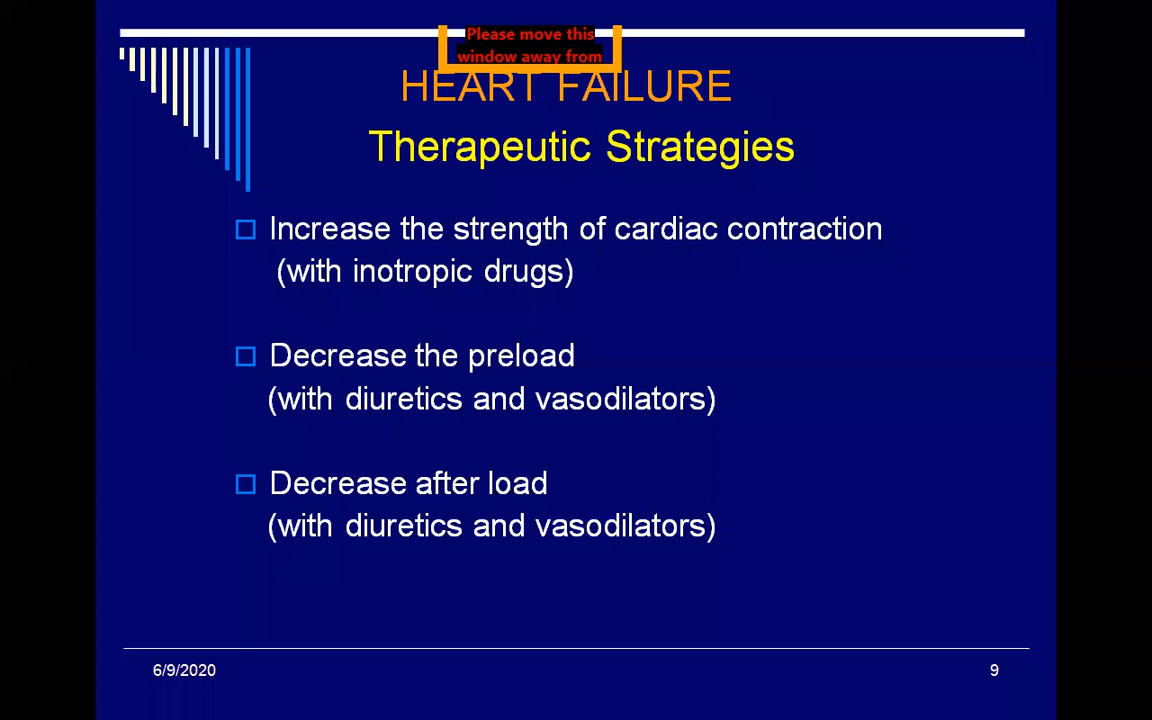 Please move this
window away from
HEART FAILURE
Therapeutic Strategies
Increase the strength of cardiac contraction
(with inotropic drugs)
Decrease the preload
(with diuretics and vasodilators)
Decrease after load
(with diuretics and vasodilators)
6/9/2020
9